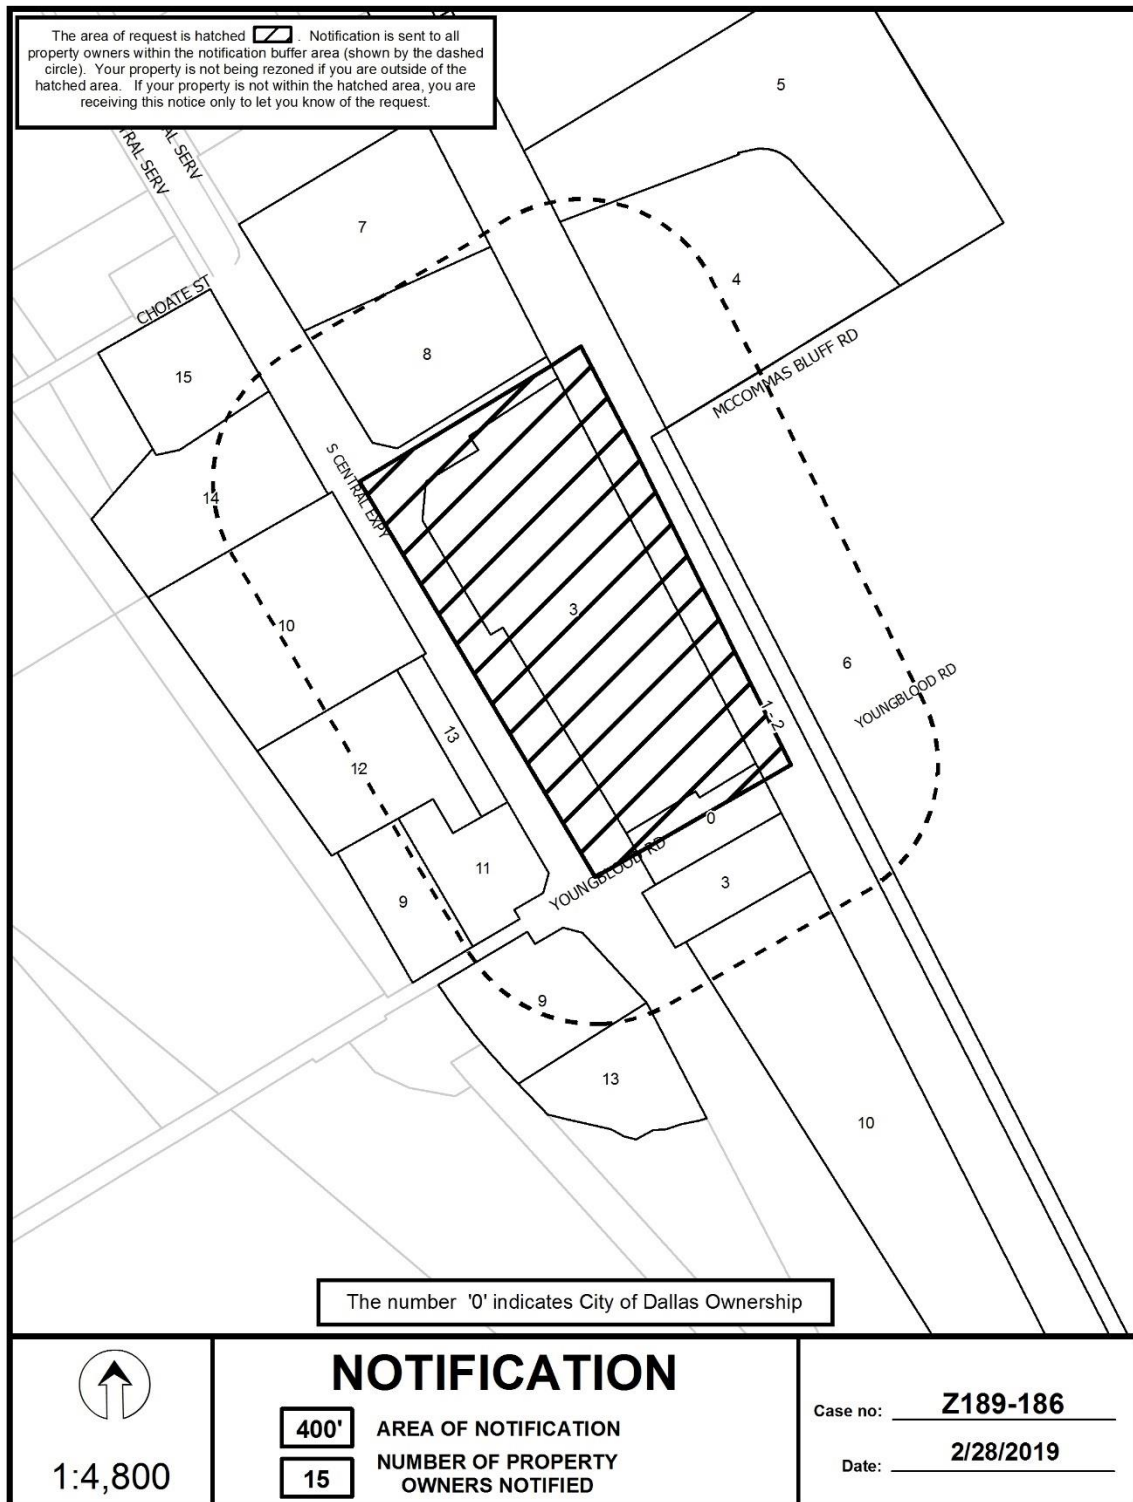 The area of request is hatched . Notification is sent to all
property owners within the notification buffer area (shown by the dashed
circle). Your property is not being rezoned if you are outside of the
hatched area. If your property is not within the hatched area, you are
receiving this notice only to let you know of the request.
TRAL SERV
AL SERV
5
7
4
CHOATE ST
8
15
MCCOMMAS BLUFF RD
S CENTRAL EXPY
14
3
10
6
YOUNGBLOOD RD
1 - 2
13
12
0
YOUNGBLOOD RD
11
3
9
9
13
10
The number '0' indicates City of Dallas Ownership
1:4,800
NOTIFICATION
400' AREA OF NOTIFICATION
15 NUMBER OF PROPERTY
OWNERS NOTIFIED
Case no: Z189-186
Date: 2/28/2019